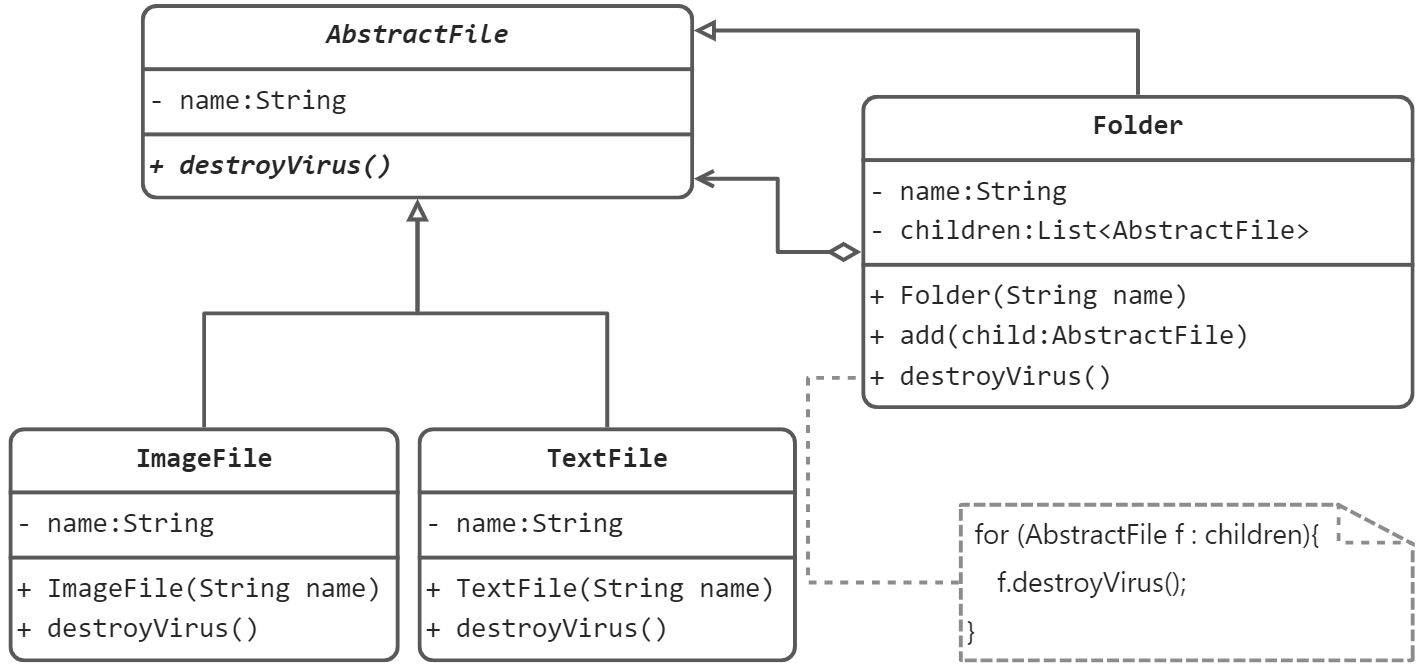 AbstractFile
- name:String
+ destroyVirus()
Folder
- name:String
- children:List<AbstractFile>
+ Folder(String name)
+ add(child:AbstractFile)
+ destroyVirus()
ImageFile
- name:String
+ ImageFile(String name)
+ destroyVirus()
TextFile
- name:String
+ TextFile(String name)
+ destroyVirus()
for (AbstractFile f : children){
f.destroyVirus();
}